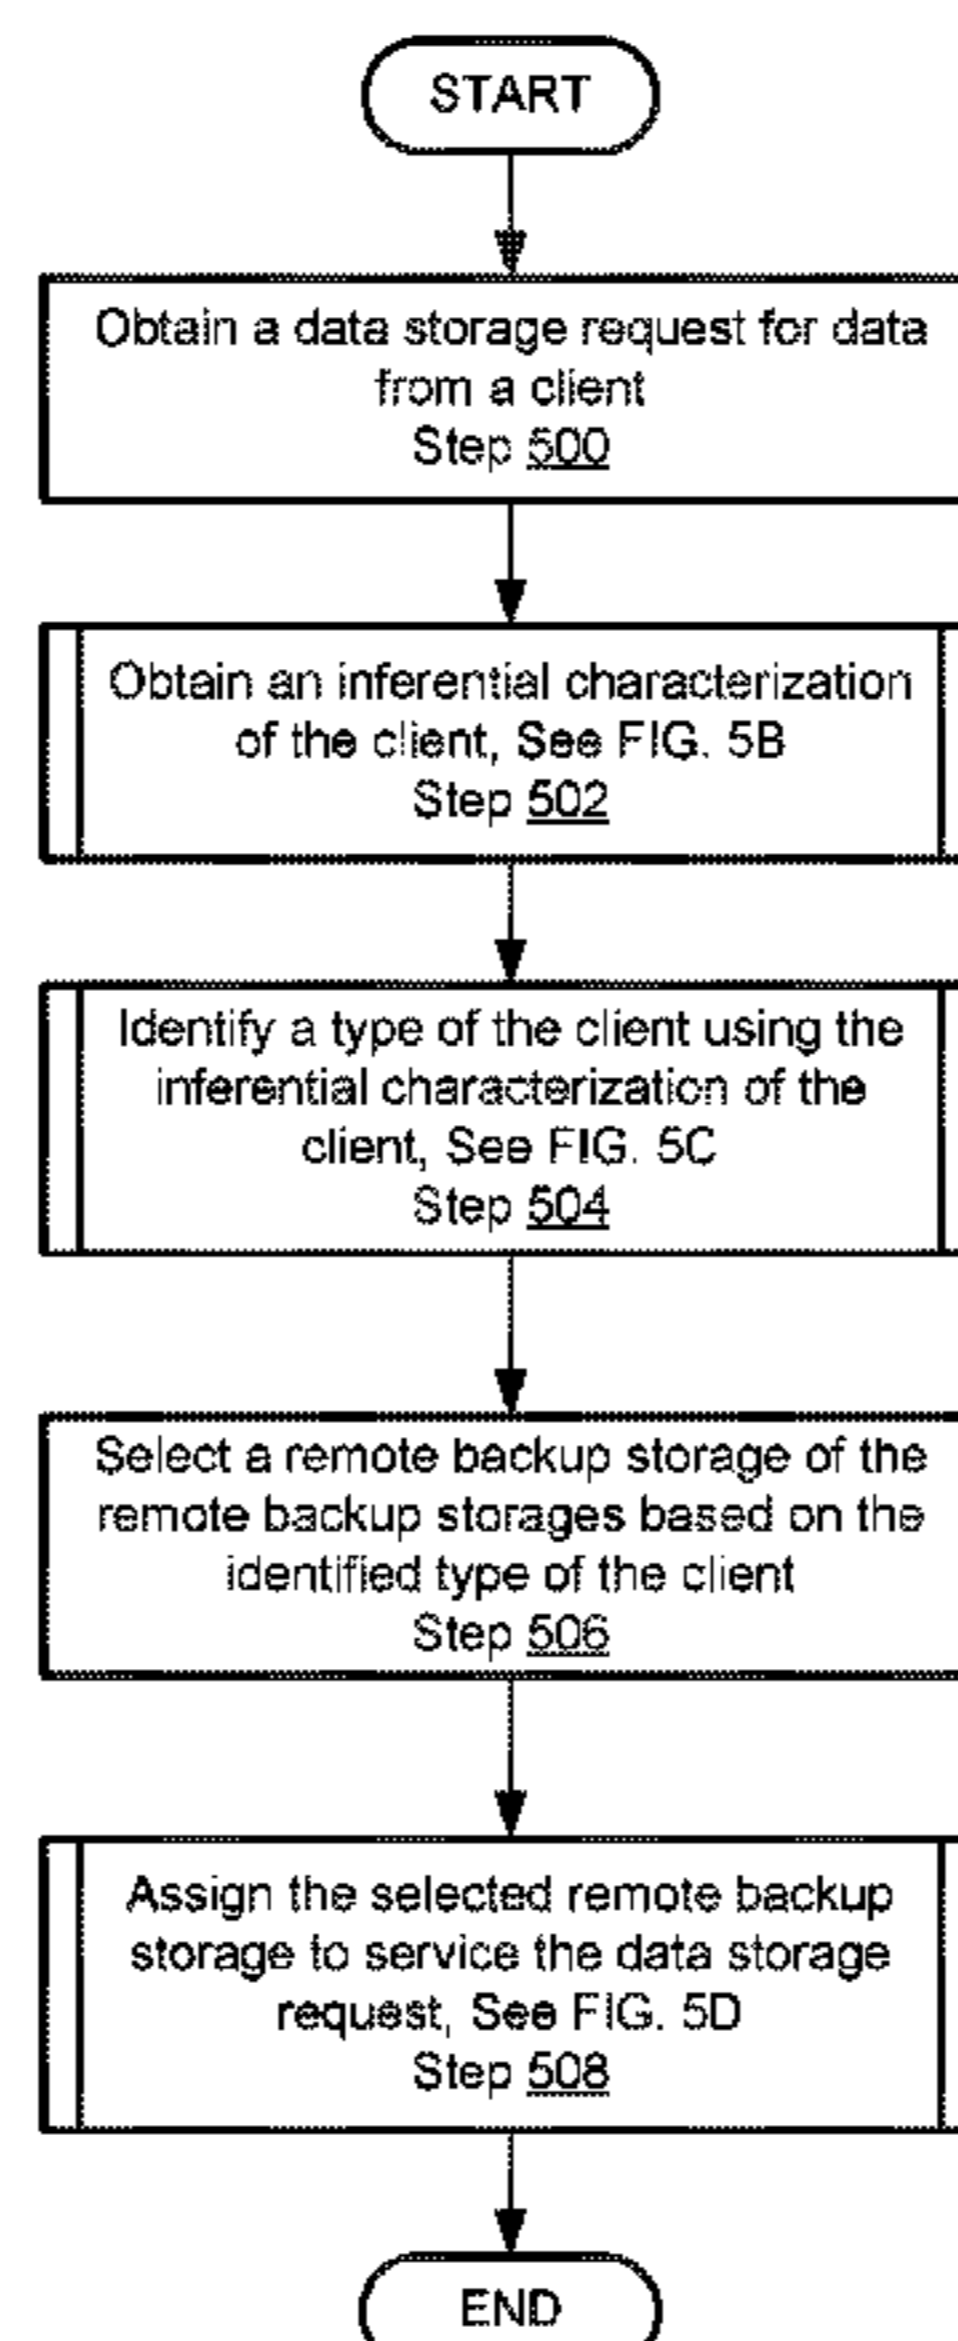 START
Obtain a data storage request for data
from a client
Step 500
Obtain an inferential characterization
of the client, See FIG. 5B
Step 502
Identify a type of the client using the
inferential characterization of the
client, See FIG. 5C
Step 504
Select a remote backup storage of the
remote backup storages based on the
identified type of the client
Step 506
Assign the selected remote backup
storage to service the data storage
request, See FIG. 5D
Step 508
END